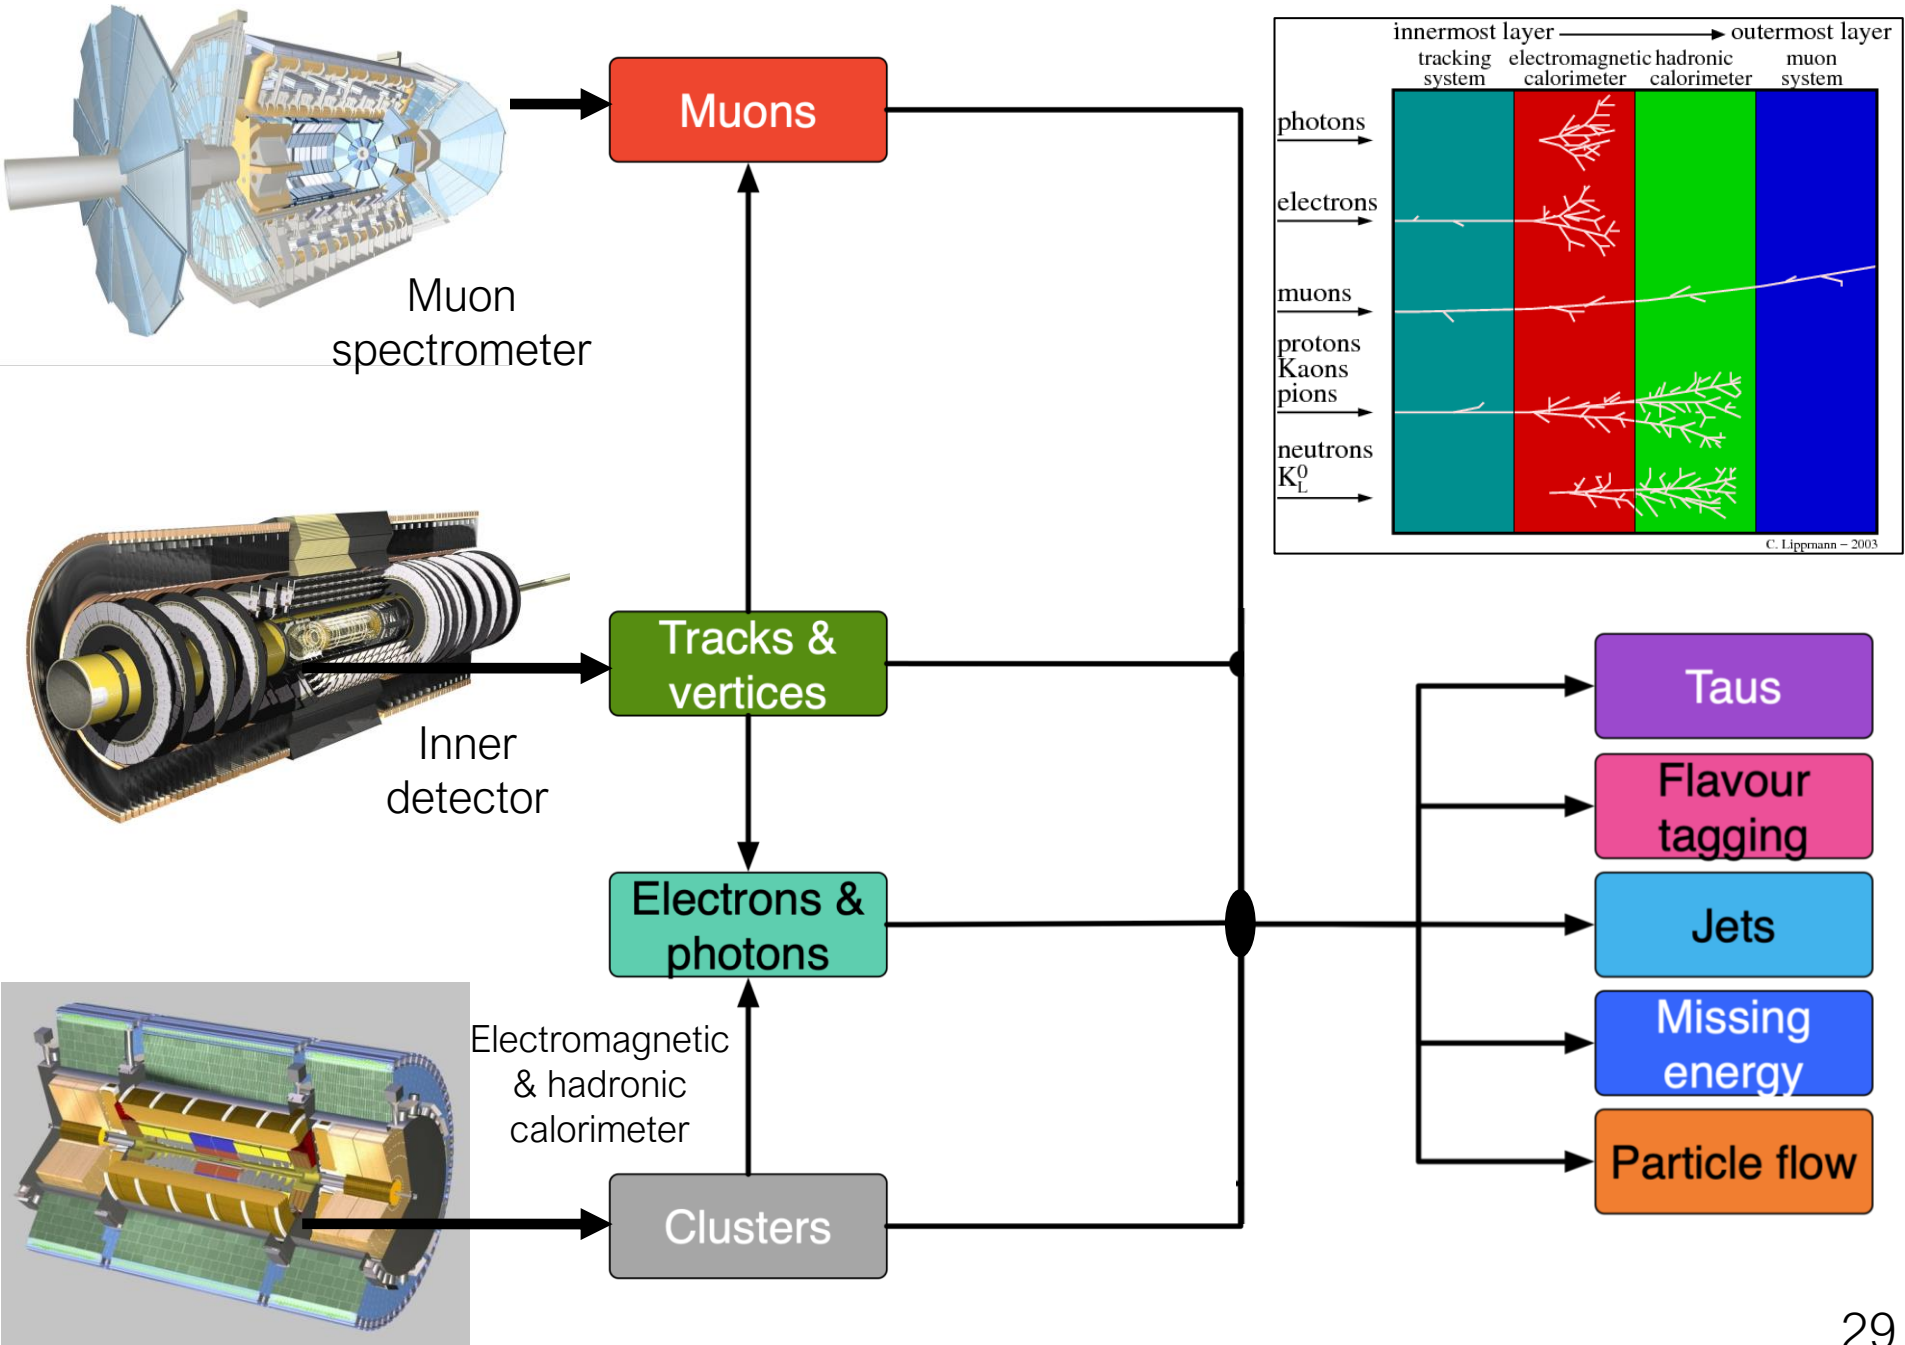 Muons
Muon
spectrometer
innermost layer
outermost layer
tracking
system
electromagnetic
calorimeter
hadronic
calorimeter
muon
system
photons
electrons
muons
protons
Kaons
pions
neutrons
K⁰_L
C. Lippmann – 2003
Tracks &
vertices
Inner
detector
Electrons &
photons
Electromagnetic
& hadronic
calorimeter
Clusters
Taus
Flavour
tagging
Jets
Missing
energy
Particle flow
29